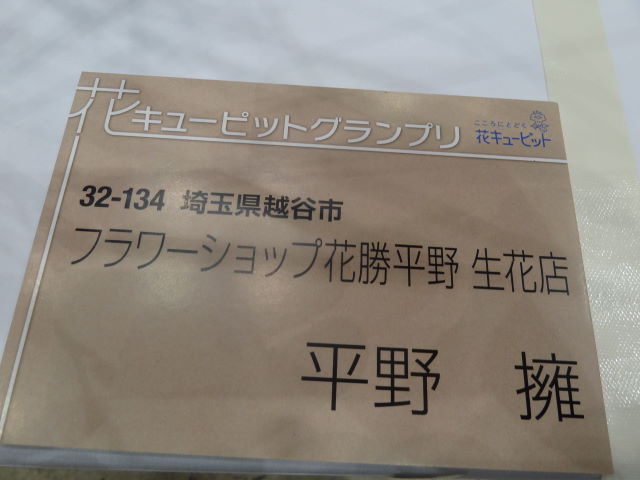 花キューピットグランプリ
こころにとどく
花キューピット
32-134 埼玉県越谷市
フラワーショップ花勝平野 生花店
平野 擁